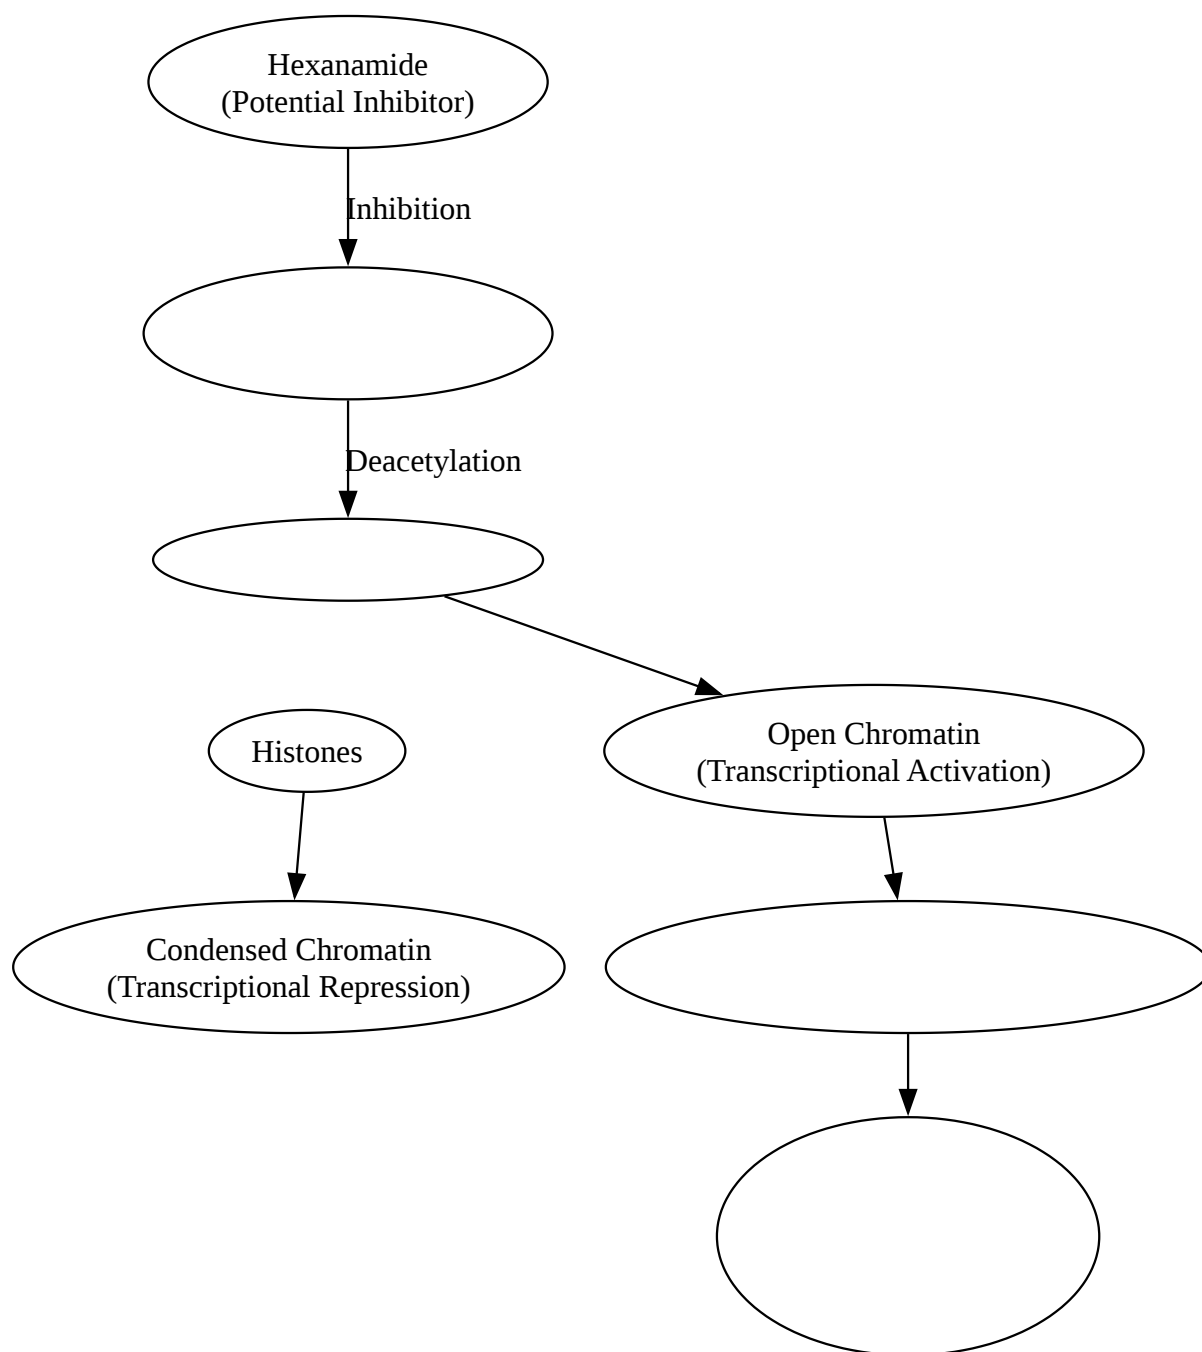 Hexanamide
(Potential Inhibitor)
Inhibition
Deacetylation
Histones
Open Chromatin
(Transcriptional Activation)
Condensed Chromatin
(Transcriptional Repression)